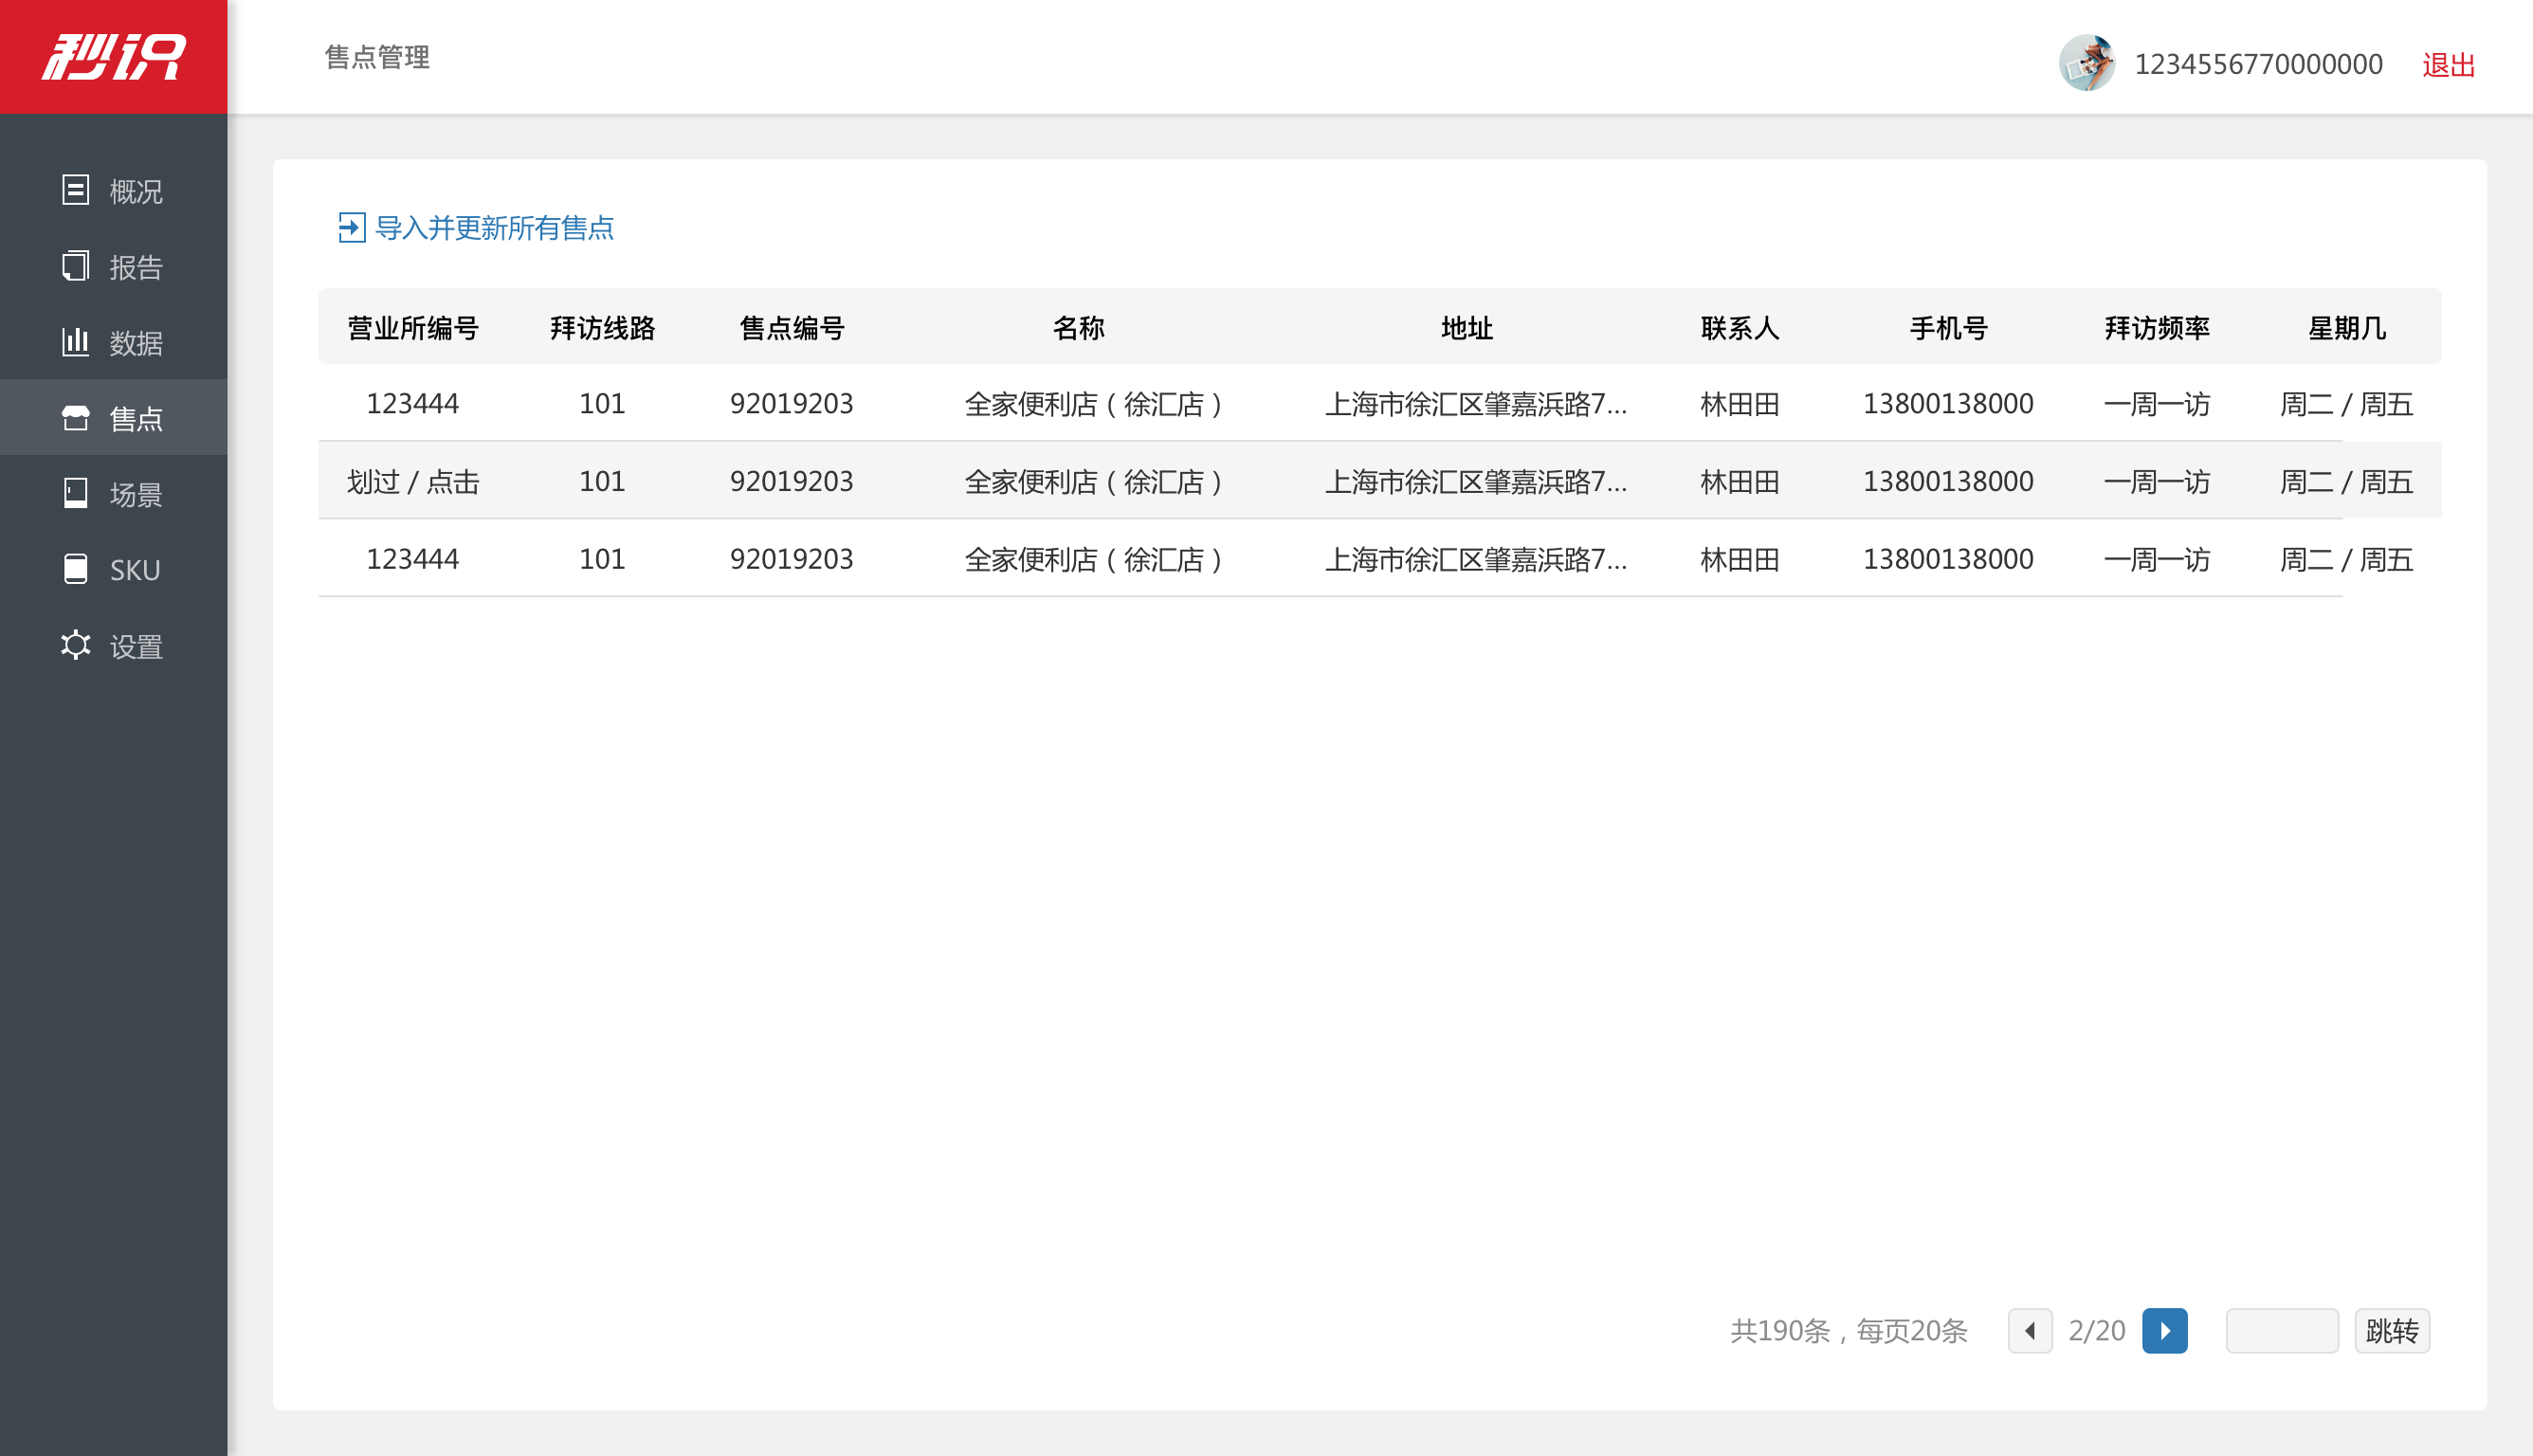 秒识
售点管理
1234556770000000 退出
概况
报告
数据
售点
场景
SKU
设置
导入并更新所有售点
营业所编号 拜访线路 售点编号 名称 地址 联系人 手机号 拜访频率 星期几
123444 101 92019203 全家便利店（徐汇店） 上海市徐汇区肇嘉浜路7... 林田田 13800138000 一周一访 周二 / 周五
划过 / 点击 101 92019203 全家便利店（徐汇店） 上海市徐汇区肇嘉浜路7... 林田田 13800138000 一周一访 周二 / 周五
123444 101 92019203 全家便利店（徐汇店） 上海市徐汇区肇嘉浜路7... 林田田 13800138000 一周一访 周二 / 周五
共190条，每页20条 2/20 跳转